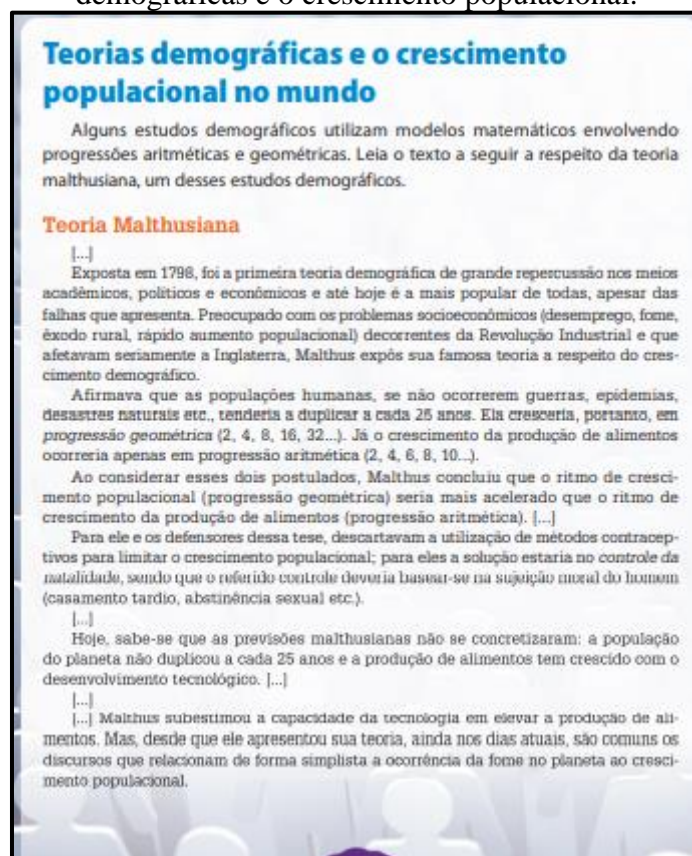 demográficas e o crescimento populacional.
Teorias demográficas e o crescimento
populacional no mundo
Alguns estudos demográficos utilizam modelos matemáticos envolvendo
progressões aritméticas e geométricas. Leia o texto a seguir a respeito da teoria
malthusiana, um desses estudos demográficos.
Teoria Malthusiana
[...]
Exposta em 1798, foi a primeira teoria demográfica de grande repercussão nos meios
acadêmicos, políticos e econômicos e até hoje é a mais popular de todas, apesar das
falhas que apresenta. Preocupado com os problemas socioeconômicos (desemprego, fome,
êxodo rural, rápido aumento populacional) decorrentes da Revolução Industrial e que
afetavam seriamente a Inglaterra, Malthus expôs sua famosa teoria a respeito do cres-
cimento demográfico.
Afirmava que as populações humanas, se não ocorrerem guerras, epidemias,
desastres naturais etc., tenderia a duplicar a cada 25 anos. Ela cresceria, portanto, em
progressão geométrica (2, 4, 8, 16, 32...). Já o crescimento da produção de alimentos
ocorreria apenas em progressão aritmética (2, 4, 6, 8, 10...).
Ao considerar esses dois postulados, Malthus concluiu que o ritmo de cresci-
mento populacional (progressão geométrica) seria mais acelerado que o ritmo de
crescimento da produção de alimentos (progressão aritmética). [...]
Para ele e os defensores dessa tese, descartavam a utilização de métodos contracep-
tivos para limitar o crescimento populacional; para eles a solução estaria no controle da
natalidade, sendo que o referido controle deveria basear-se na sujeição moral do homem
(casamento tardio, abstinência sexual etc.).
[...]
Hoje, sabe-se que as previsões malthusianas não se concretizaram: a população
do planeta não duplicou a cada 25 anos e a produção de alimentos tem crescido com o
desenvolvimento tecnológico. [...]
[...]
[...] Malthus subestimou a capacidade da tecnologia em elevar a produção de ali-
mentos. Mas, desde que ele apresentou sua teoria, ainda nos dias atuais, são comuns os
discursos que relacionam de forma simplista a ocorrência da fome no planeta ao cresci-
mento populacional.